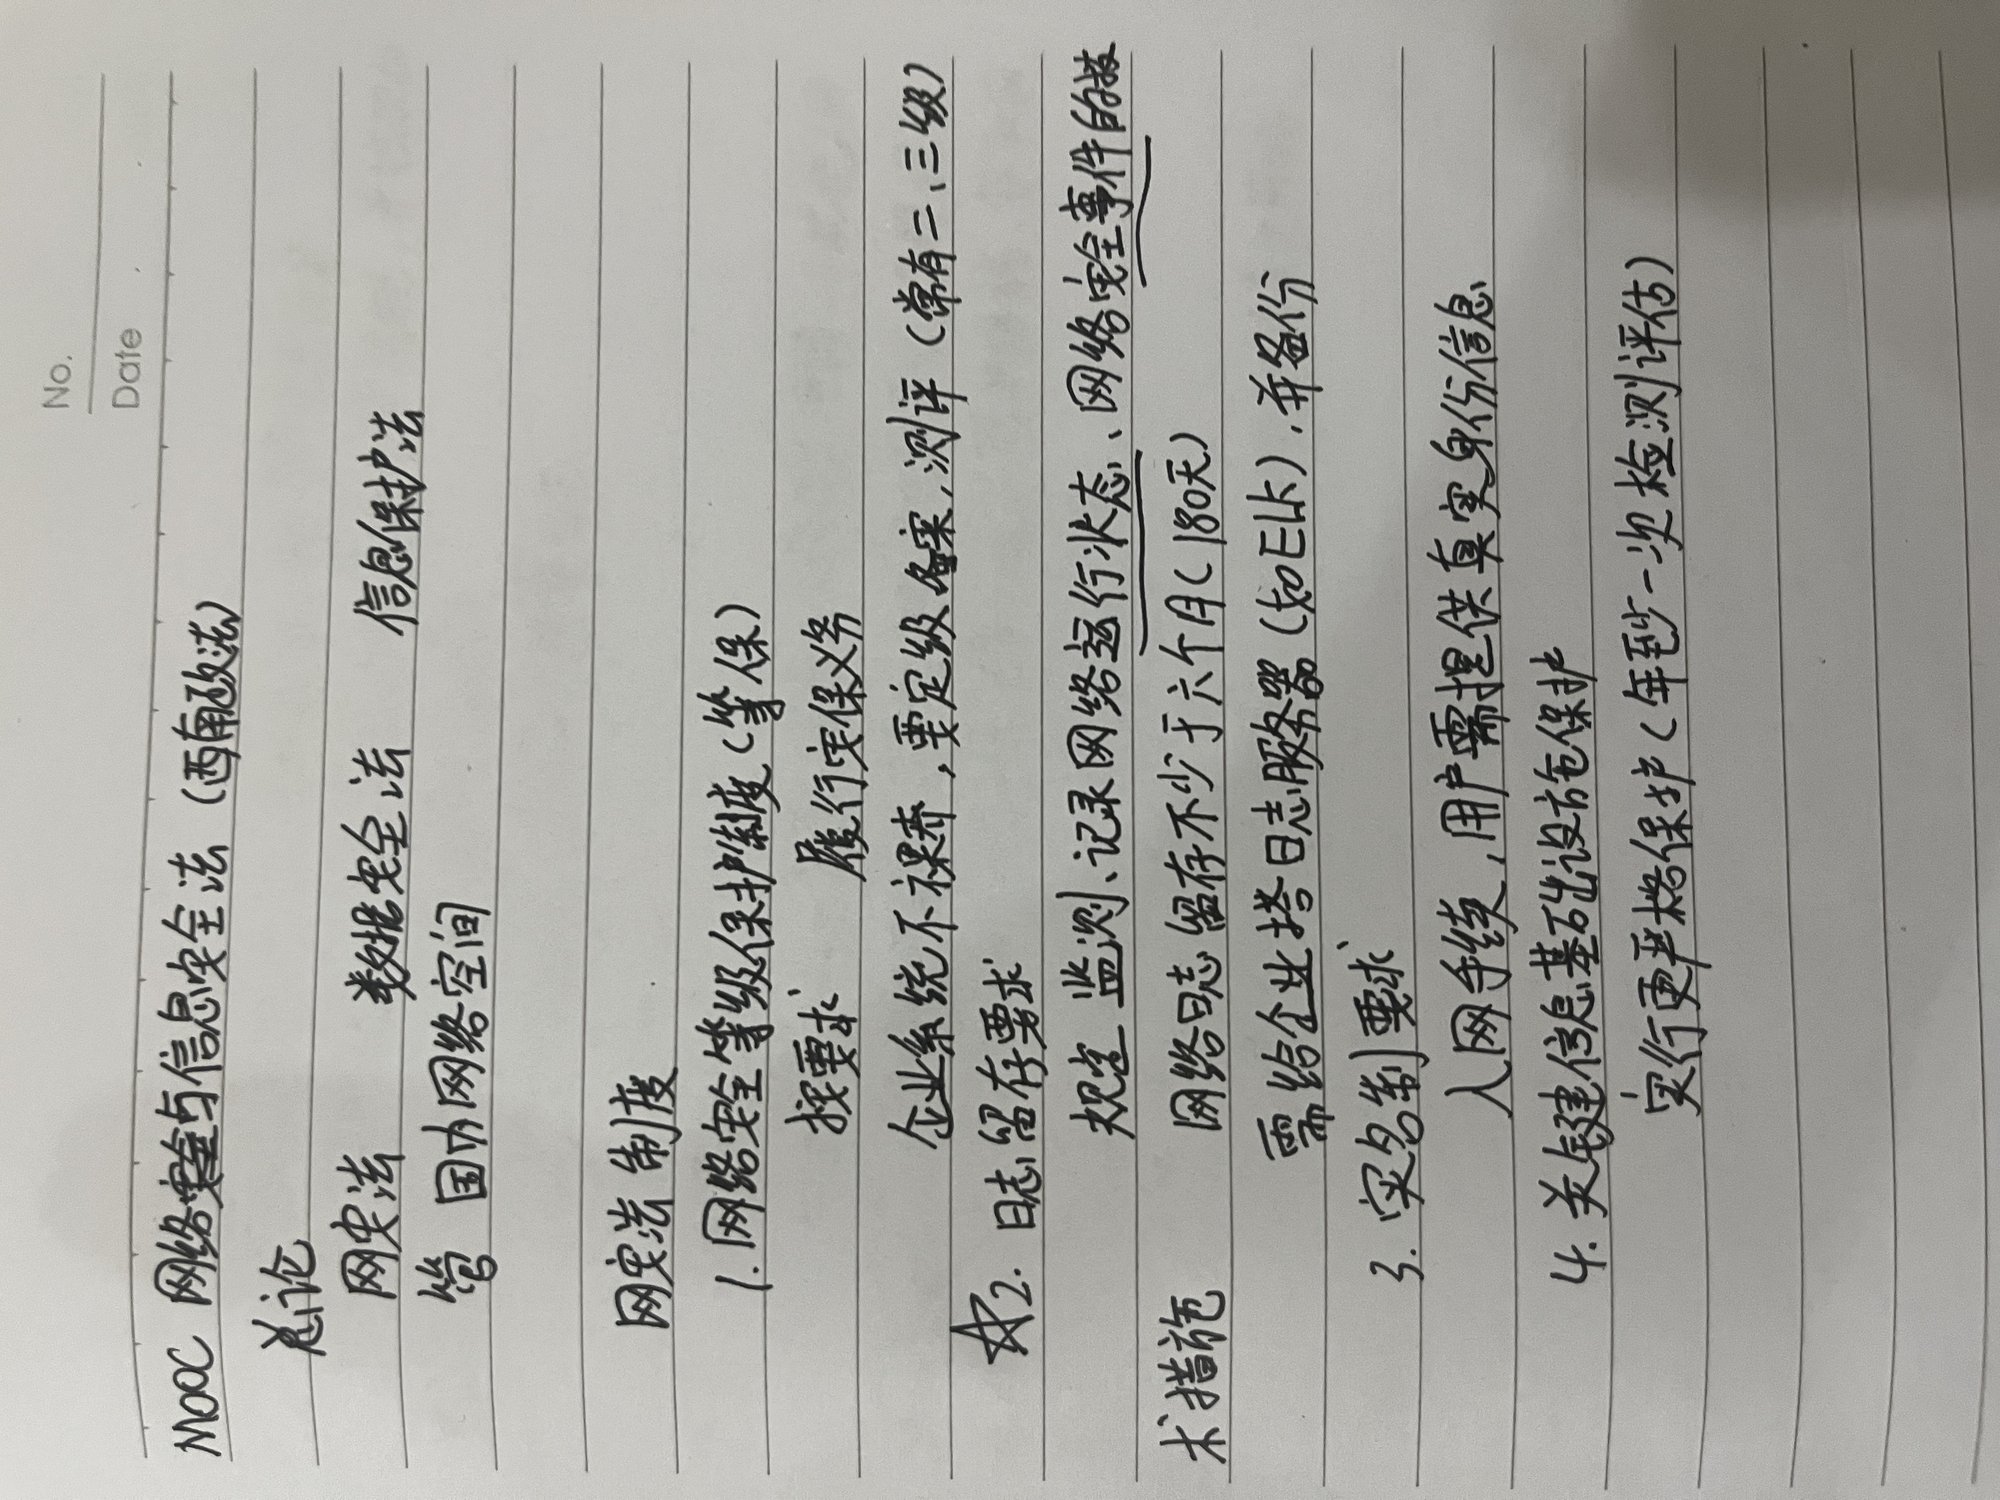 No.
Date
MOOC 网络安全与信息安全法（西南政法）
总论
网安法 数据安全法 信息保护法
管 国内网络空间
网安法 制度
1. 网络安全等级保护制度（等保）
按要求 履行安保义务
企业系统不裸奔，要定级备案，测评（常有二、三级）
☆2. 日志留存要求
规定 监测、记录网络运行状态、网络安全事件的技
术措施 网络日志留存不少于六个月（180天）
需给企业搭日志服务器（如ELK），并备份
3. 实名制要求
入网手续，用户需提供真实身份信息
4. 关键信息基础设施保护
实行更严格保护（年至少一次检测评估）